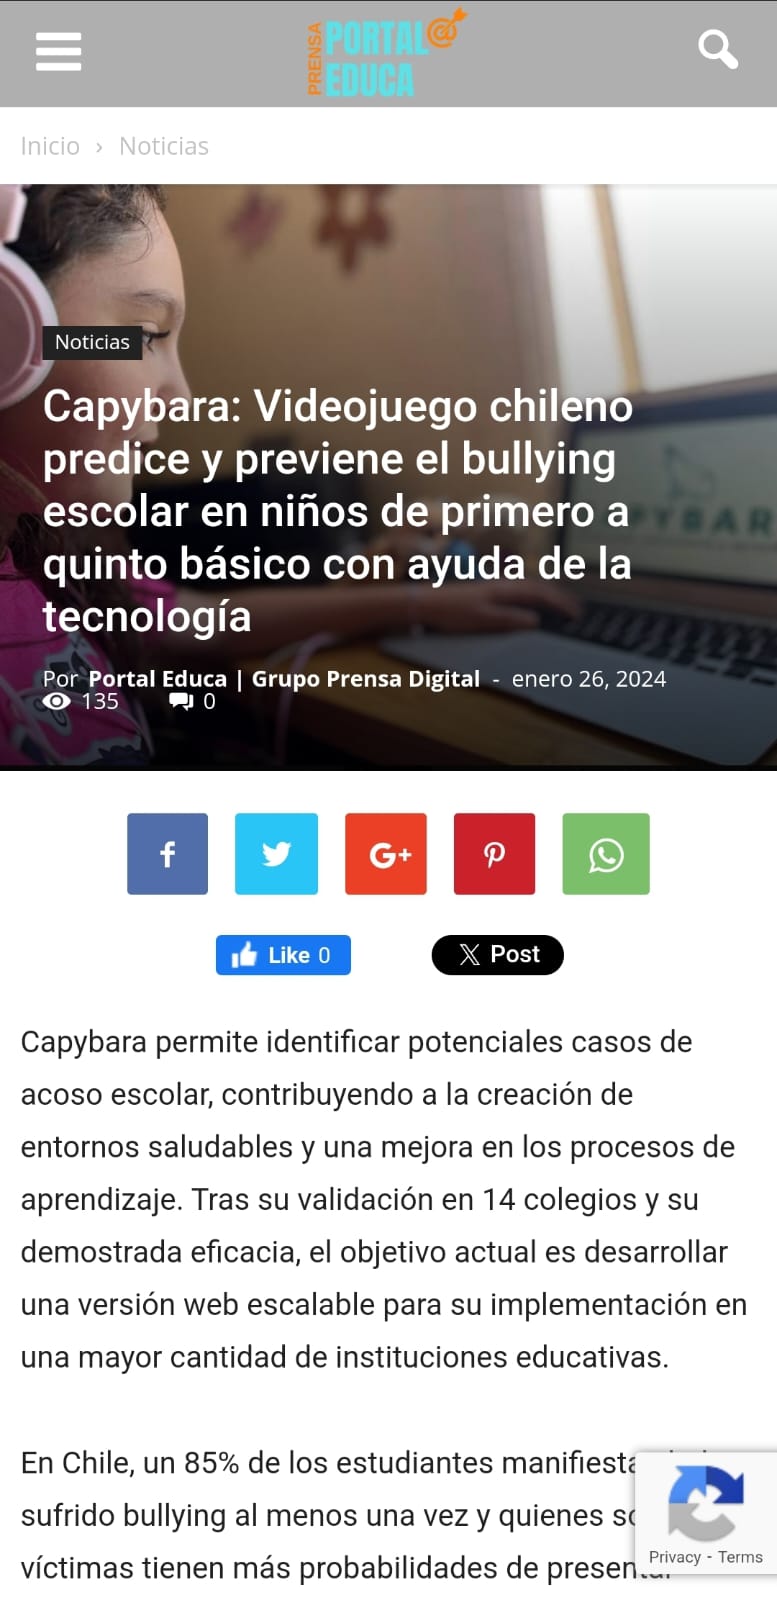 PRENSA
PORTAL@
EDUCA
Inicio › Noticias
Noticias
Capybara: Videojuego chileno
predice y previene el bullying
escolar en niños de primero a
quinto básico con ayuda de la
tecnología
Por Portal Educa | Grupo Prensa Digital - enero 26, 2024
135 0
f G+
Like 0 X Post
Capybara permite identificar potenciales casos de
acoso escolar, contribuyendo a la creación de
entornos saludables y una mejora en los procesos de
aprendizaje. Tras su validación en 14 colegios y su
demostrada eficacia, el objetivo actual es desarrollar
una versión web escalable para su implementación en
una mayor cantidad de instituciones educativas.
En Chile, un 85% de los estudiantes
sufrido bullying al menos una vez y quienes
víctimas tienen más probabilidades de
Privacy - Terms